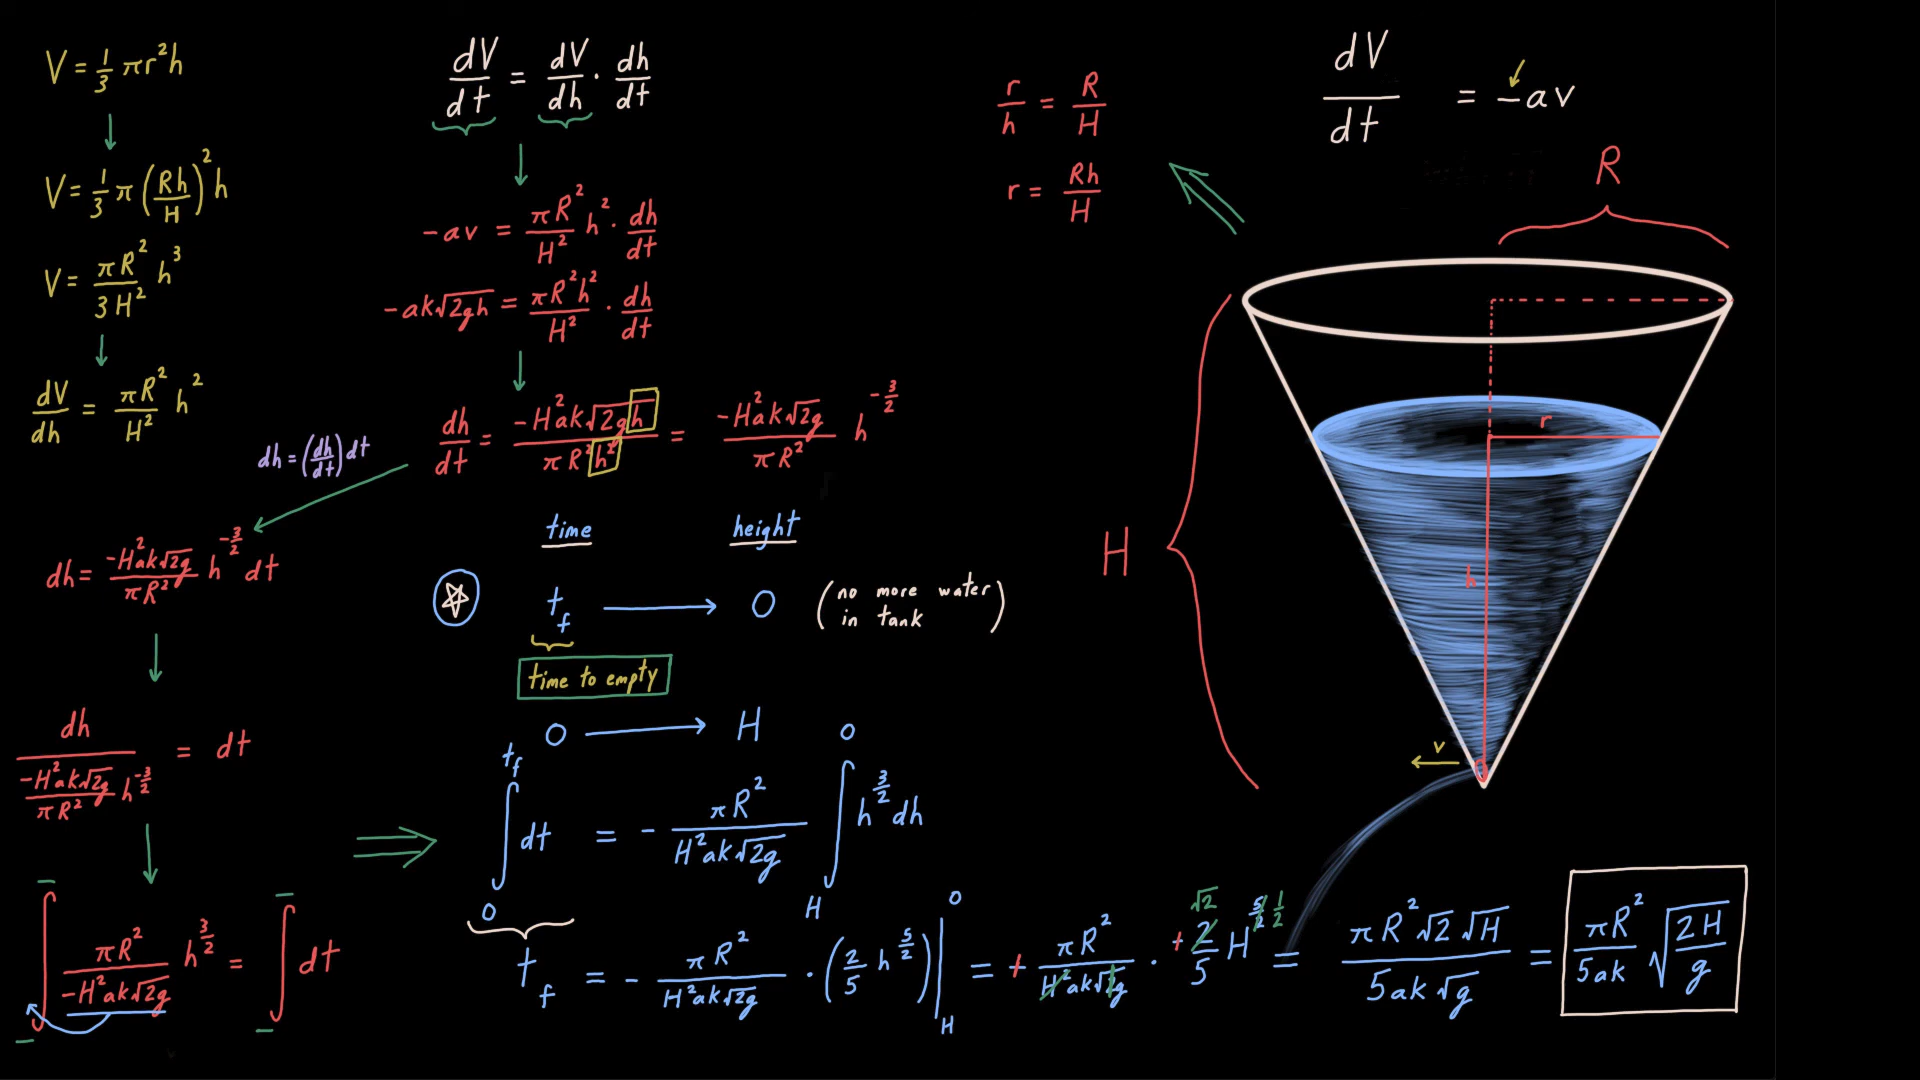 V = 1/3 πr²h
V = 1/3 π (Rh/H)² h
V = πR²/3H² h³
dV/dh = πR²/H² h²
dh = (dh/dt) dt
dh = -H²ak√2g/πR² h^-3/2 dt
dh/(-H²ak√2g/πR² h^-3/2) = dt
∫ πR²/-H²ak√2g h^3/2 = ∫ dt
dV/dt = dV/dh · dh/dt
-av = πR²/H² h² · dh/dt
-ak√2gh = πR²h²/H² · dh/dt
dh/dt = -H²ak√2gh/πR²h² = -H²ak√2g/πR² h^-3/2
time height
t_f → 0 (no more water
in tank)
time to empty
0 → H
∫_0^t_f dt = - πR²/H²ak√2g ∫_H^0 h^3/2 dh
t_f = - πR²/H²ak√2g · (2/5 h^5/2) |_H^0 = + πR²/H²ak√2g · + 2/5 H^5/2 √2 1/2 = πR²√2√H/5ak√g = πR²/5ak √2H/g
r/h = R/H
r = Rh/H
dV/dt = -av
R
r
H
h
v